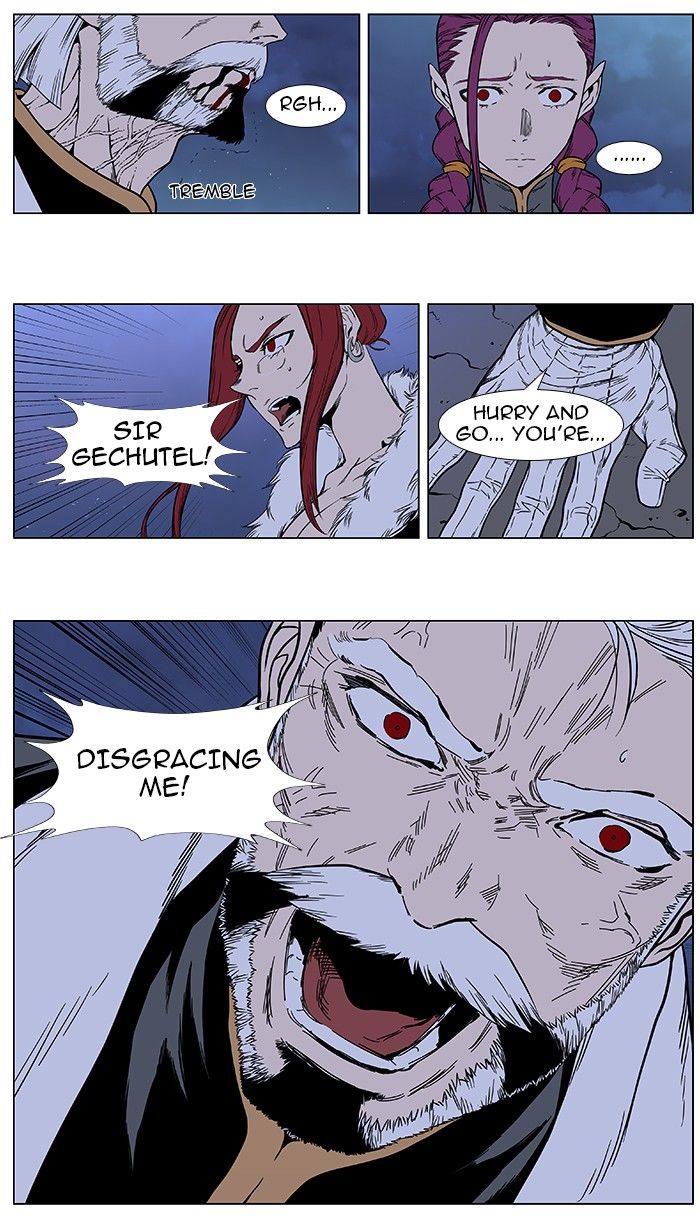 RGH...
TREMBLE
......
SIR
GECHUTEL!
HURRY AND
GO... YOU'RE...
DISGRACING
ME!